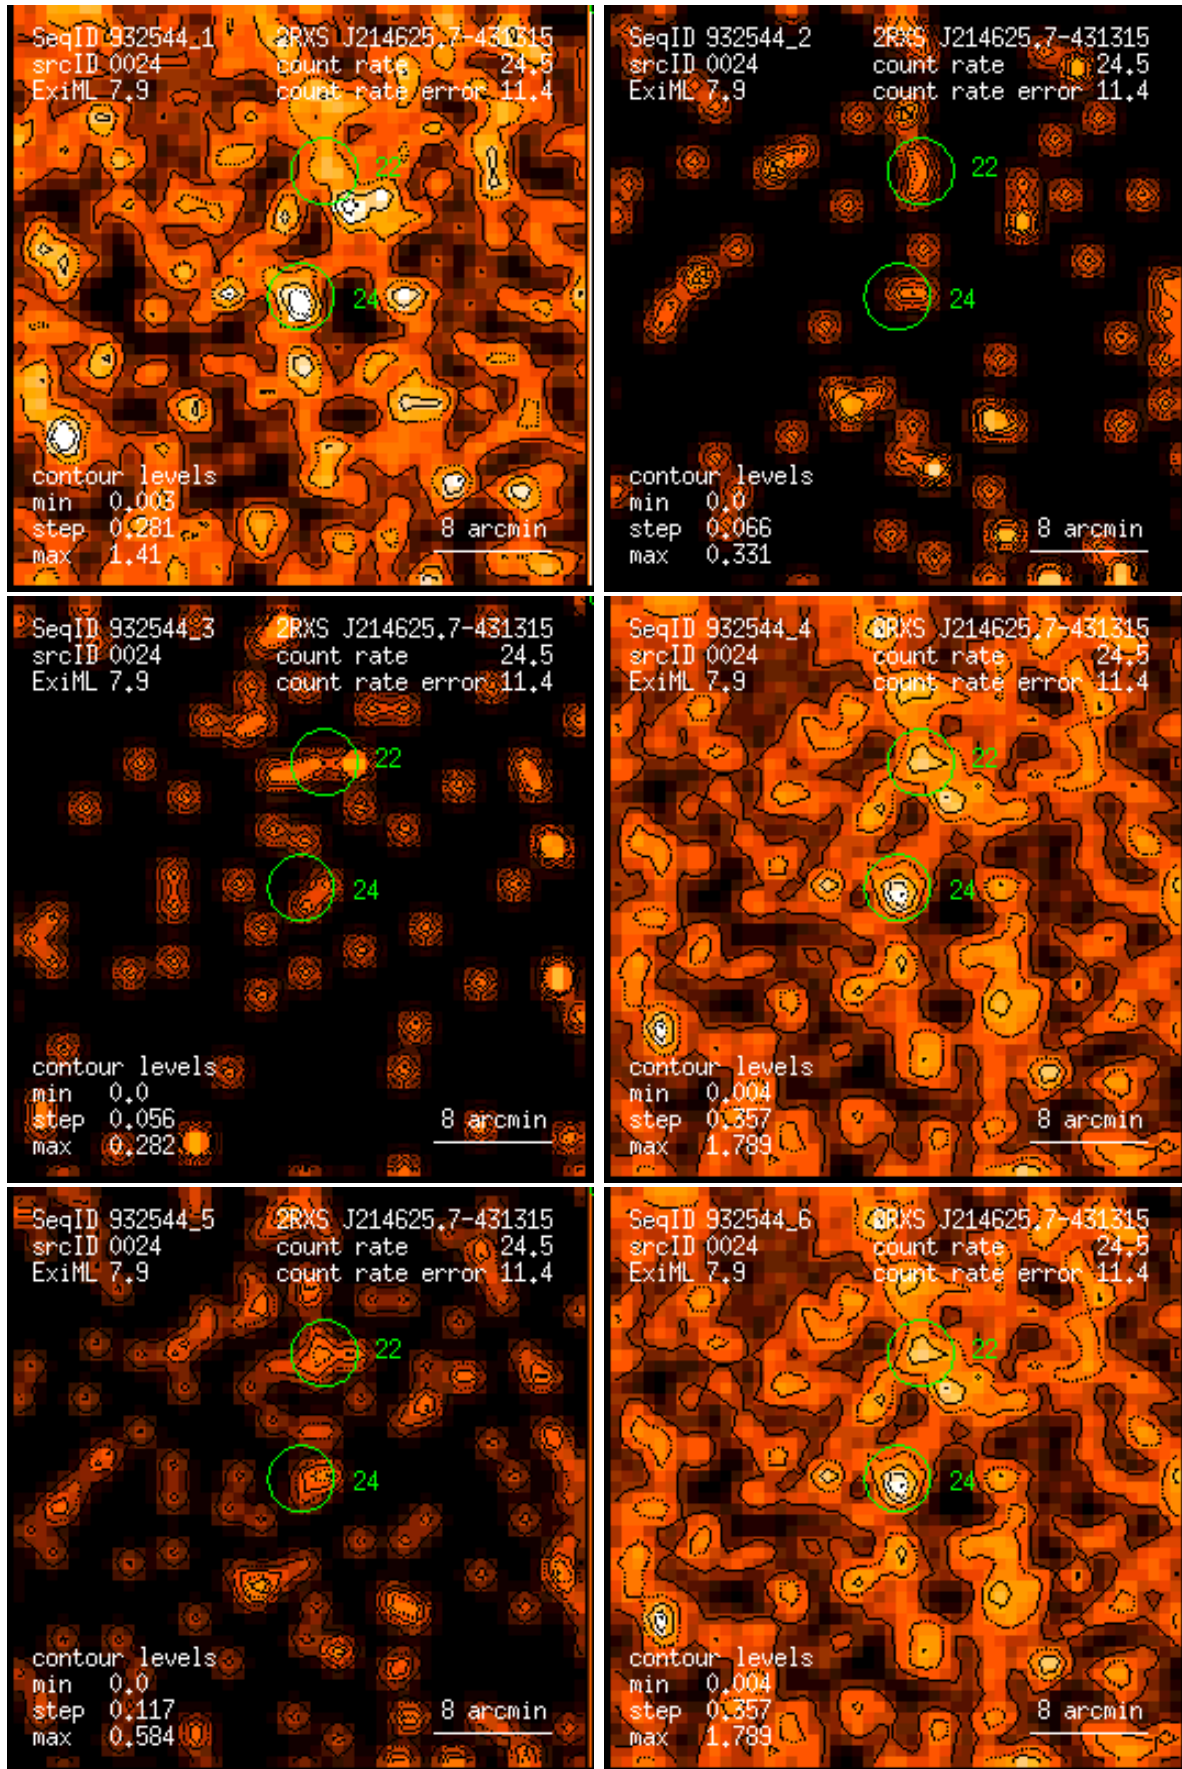 SeqID 932544_1 2RXS J214625.7-431315
srcID 0024 count rate 24.5
ExiML 7.9 count rate error 11.4
22
24
contour levels
min 0.003
step 0.281 8 arcmin
max 1.41
SeqID 932544_2 2RXS J214625.7-431315
srcID 0024 count rate 24.5
ExiML 7.9 count rate error 11.4
22
24
contour levels
min 0.0
step 0.066 8 arcmin
max 0.331
SeqID 932544_3 2RXS J214625.7-431315
srcID 0024 count rate 24.5
ExiML 7.9 count rate error 11.4
22
24
contour levels
min 0.0
step 0.056 8 arcmin
max 0.282
SeqID 932544_4 2RXS J214625.7-431315
srcID 0024 count rate 24.5
ExiML 7.9 count rate error 11.4
22
24
contour levels
min 0.004
step 0.357 8 arcmin
max 1.789
SeqID 932544_5 2RXS J214625.7-431315
srcID 0024 count rate 24.5
ExiML 7.9 count rate error 11.4
22
24
contour levels
min 0.0
step 0.117 8 arcmin
max 0.584
SeqID 932544_6 2RXS J214625.7-431315
srcID 0024 count rate 24.5
ExiML 7.9 count rate error 11.4
22
24
contour levels
min 0.004
step 0.357 8 arcmin
max 1.789